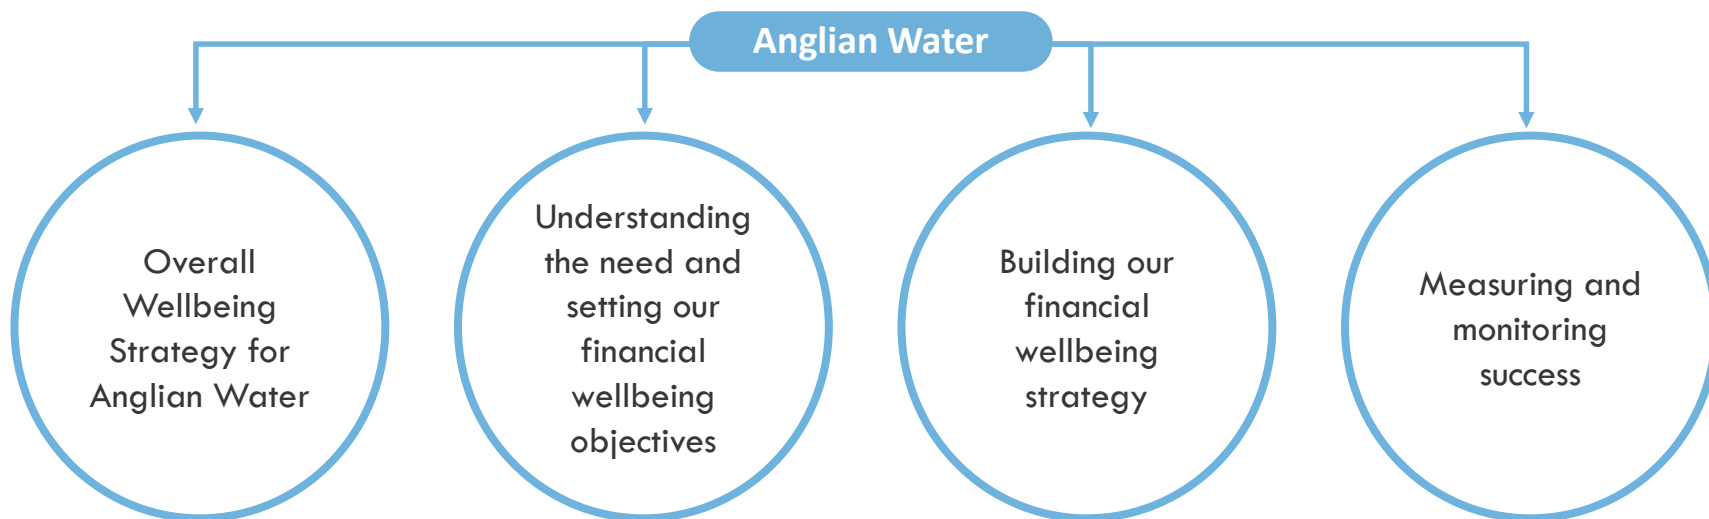 Anglian Water
Overall
Wellbeing
Strategy for
Anglian Water
Understanding
the need and
setting our
financial
wellbeing
objectives
Building our
financial
wellbeing
strategy
Measuring and
monitoring
success